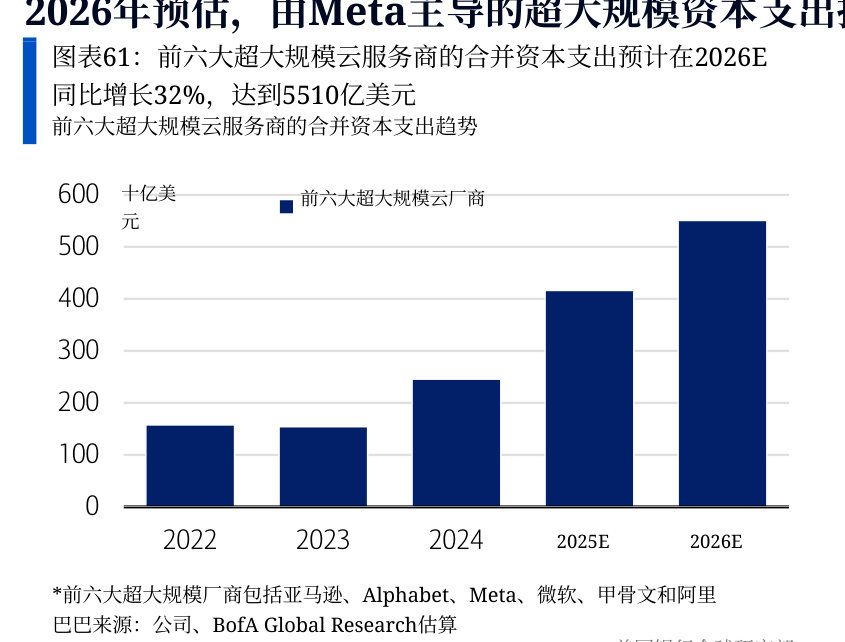 2026年预估，由Meta主导的超大规模资本支出
图表61：前六大超大规模云服务商的合并资本支出预计在2026E
同比增长32%，达到5510亿美元
前六大超大规模云服务商的合并资本支出趋势
600
十亿美
元
前六大超大规模云厂商
500
400
300
200
100
0
2022
2023
2024
2025E
2026E
*前六大超大规模厂商包括亚马逊、Alphabet、Meta、微软、甲骨文和阿里
巴巴来源：公司、BofA Global Research估算